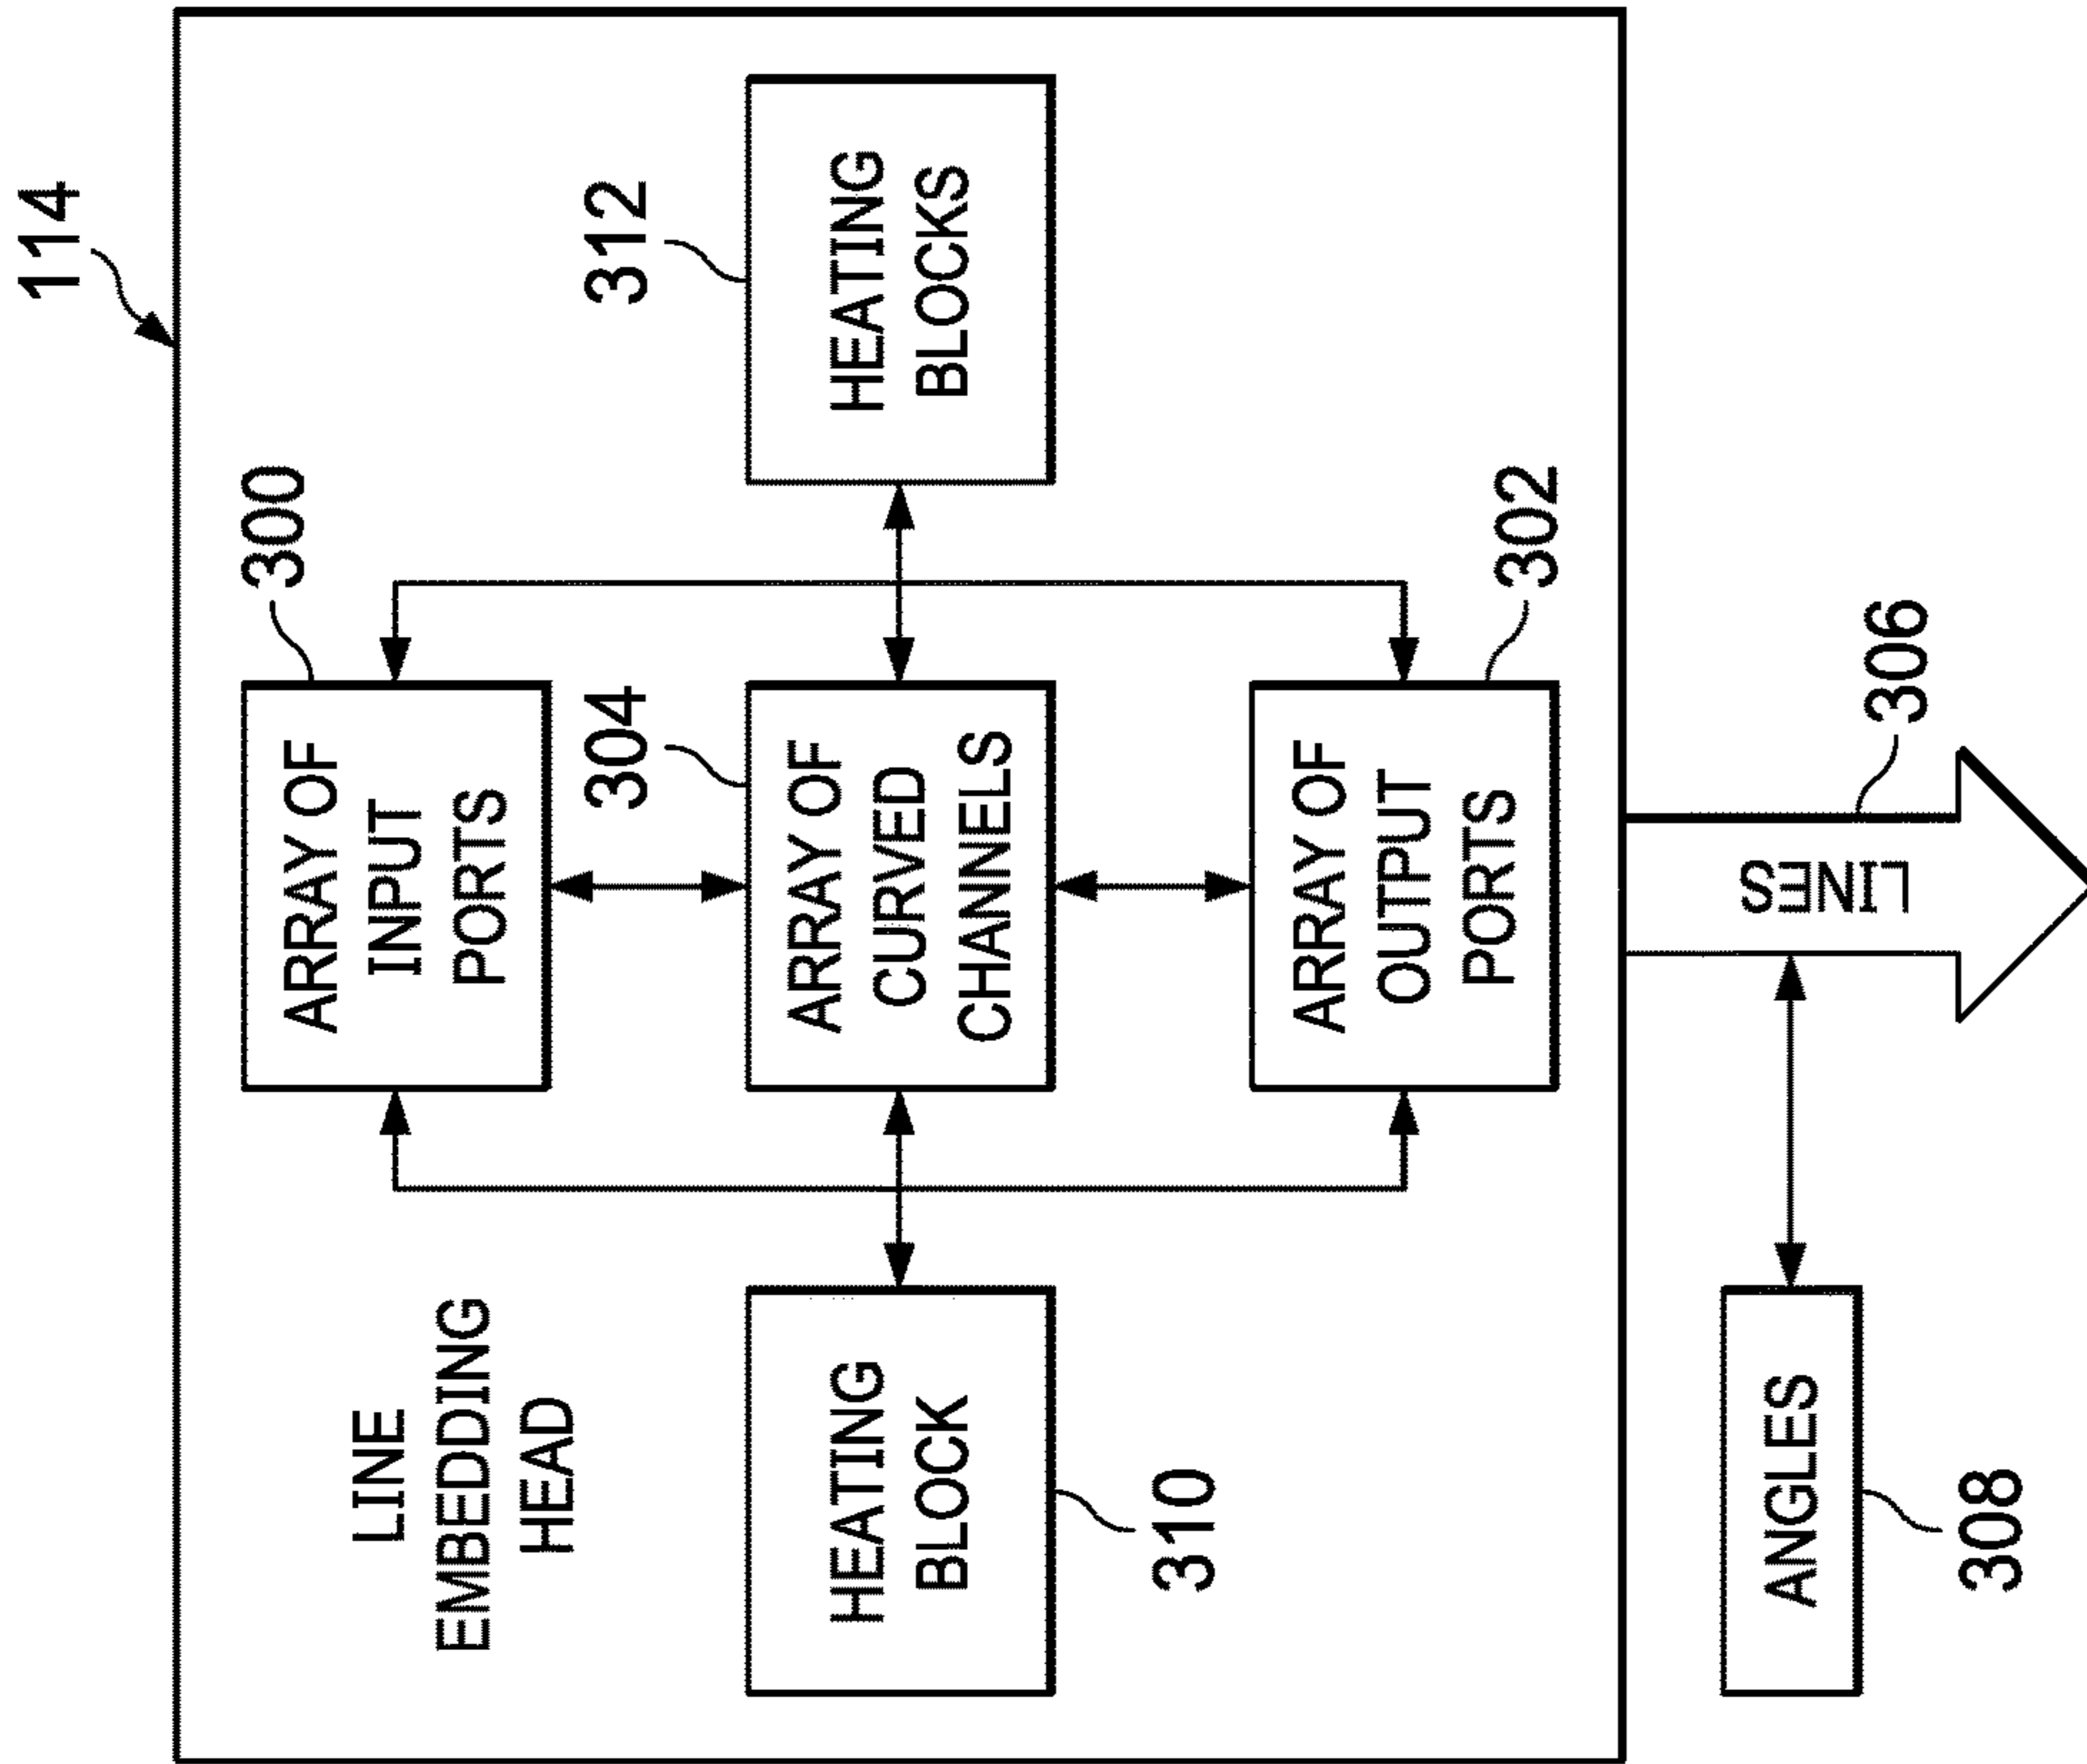 114
LINE
EMBEDDING
HEAD
300
ARRAY OF
INPUT
PORTS
304
ARRAY OF
CURVED
CHANNELS
HEATING
BLOCK
310
312
HEATING
BLOCKS
302
ARRAY OF
OUTPUT
PORTS
306
LINES
ANGLES
308